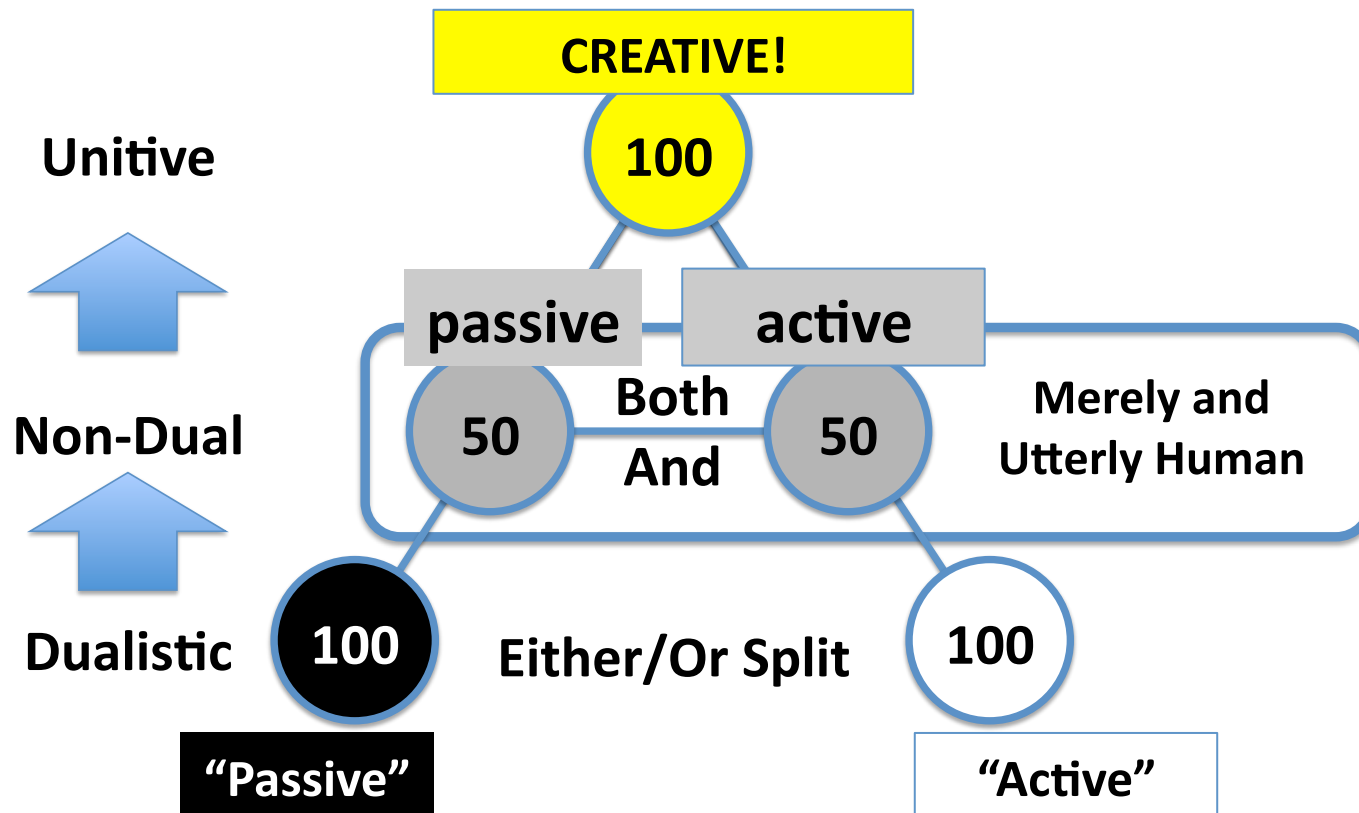 CREATIVE!
Unitive
100
passive
active
Non-Dual
50
Both
And
50
Merely and
Utterly Human
Dualistic
100
Either/Or Split
100
“Passive”
“Active”